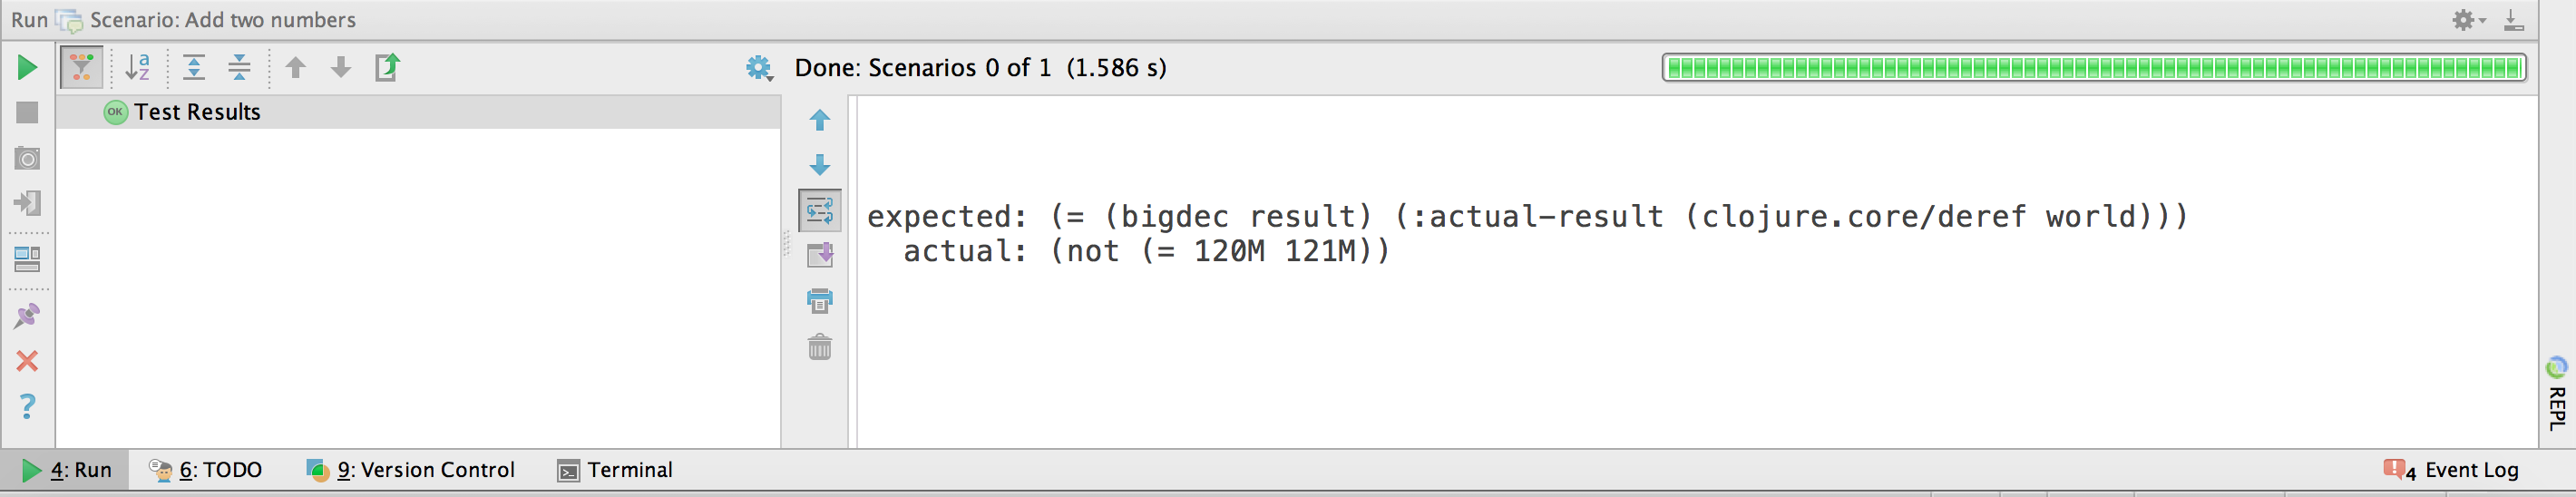 Run Scenario: Add two numbers
Done: Scenarios 0 of 1 (1.586 s)
OK Test Results
expected: (= (bigdec result) (:actual-result (clojure.core/deref world)))
actual: (not (= 120M 121M))
REPL
4: Run 6: TODO 9: Version Control Terminal 4 Event Log